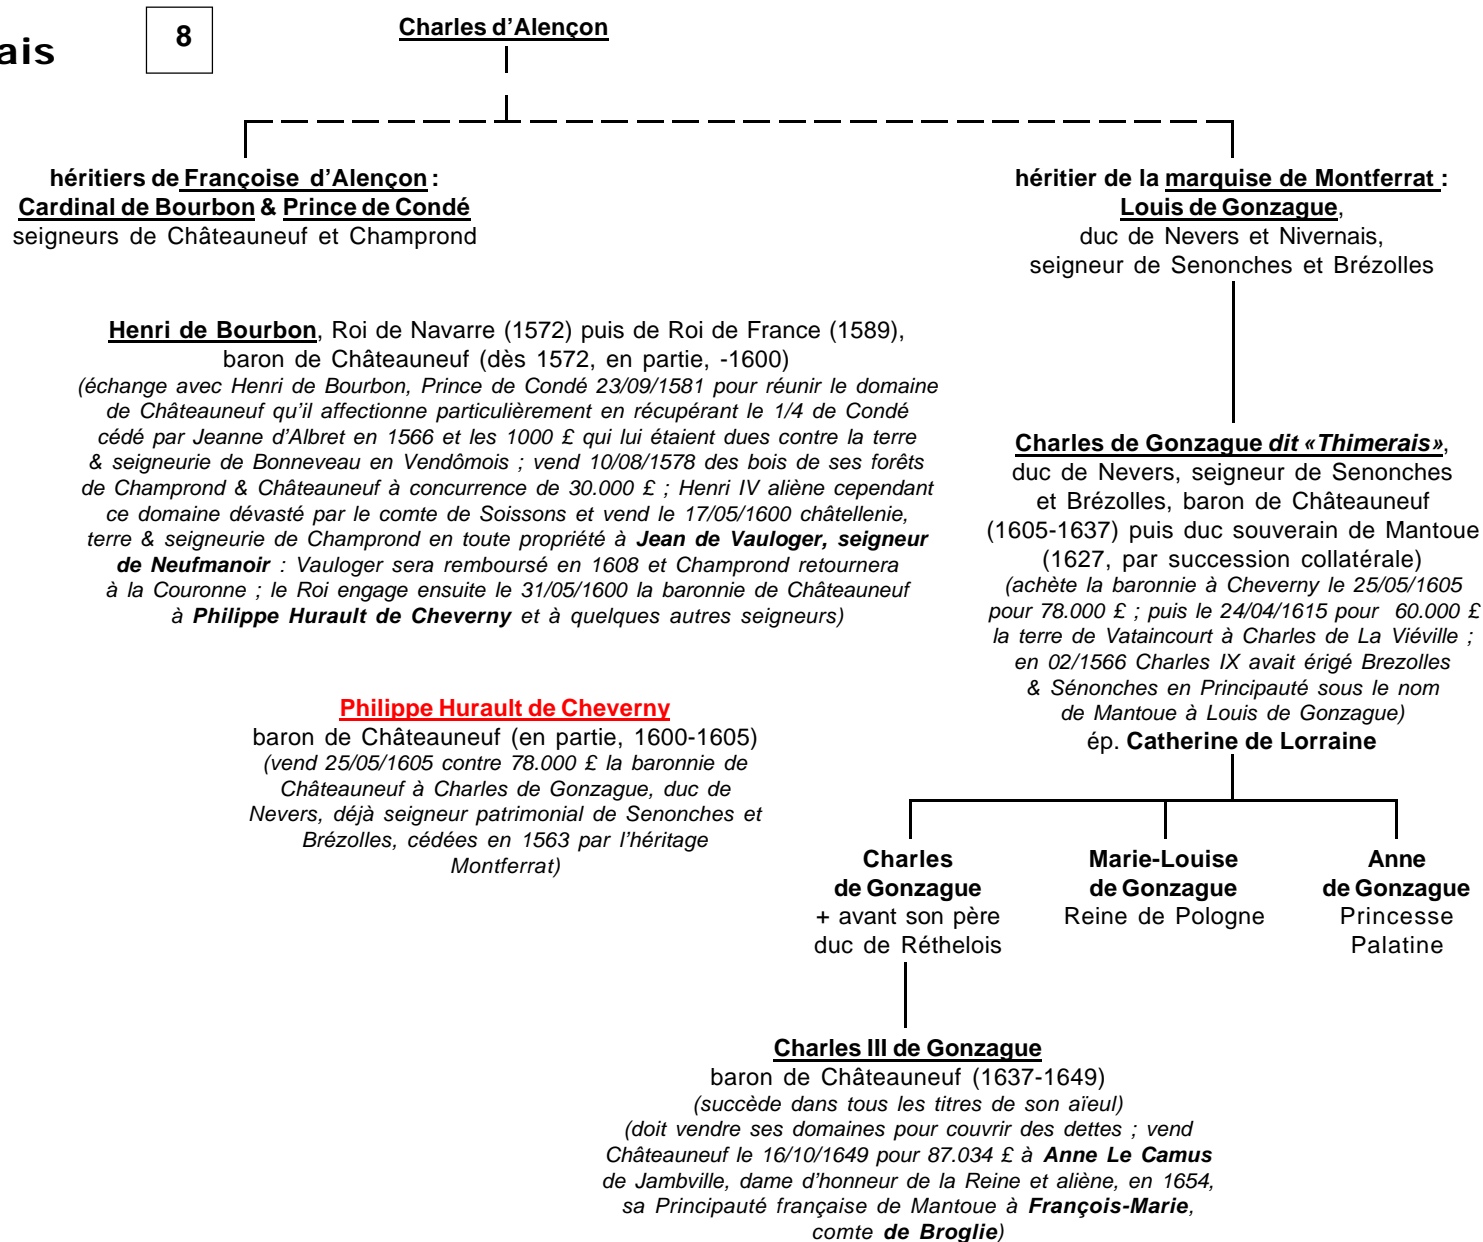 ais
8
Charles d’Alençon
héritiers de Françoise d’Alençon :
Cardinal de Bourbon & Prince de Condé
seigneurs de Châteauneuf et Champrond
héritier de la marquise de Montferrat :
Louis de Gonzague,
duc de Nevers et Nivernais,
seigneur de Senonches et Brézolles
Henri de Bourbon, Roi de Navarre (1572) puis de Roi de France (1589),
baron de Châteauneuf (dès 1572, en partie, -1600)
(échange avec Henri de Bourbon, Prince de Condé 23/09/1581 pour réunir le domaine
de Châteauneuf qu’il affectionne particulièrement en récupérant le 1/4 de Condé
cédé par Jeanne d’Albret en 1566 et les 1000 £ qui lui étaient dues contre la terre
& seigneurie de Bonneveau en Vendômois ; vend 10/08/1578 des bois de ses forêts
de Champrond & Châteauneuf à concurrence de 30.000 £ ; Henri IV aliène cependant
ce domaine dévasté par le comte de Soissons et vend le 17/05/1600 châtellenie,
terre & seigneurie de Champrond en toute propriété à Jean de Vauloger, seigneur
de Neufmanoir : Vauloger sera remboursé en 1608 et Champrond retournera
à la Couronne ; le Roi engage ensuite le 31/05/1600 la baronnie de Châteauneuf
à Philippe Hurault de Cheverny et à quelques autres seigneurs)
Charles de Gonzague dit «Thimerais»,
duc de Nevers, seigneur de Senonches
et Brézolles, baron de Châteauneuf
(1605-1637) puis duc souverain de Mantoue
(1627, par succession collatérale)
(achète la baronnie à Cheverny le 25/05/1605
pour 78.000 £ ; puis le 24/04/1615 pour 60.000 £
la terre de Vataincourt à Charles de La Viéville ;
en 02/1566 Charles IX avait érigé Brezolles
& Sénonches en Principauté sous le nom
de Mantoue à Louis de Gonzague)
ép. Catherine de Lorraine
Philippe Hurault de Cheverny
baron de Châteauneuf (en partie, 1600-1605)
(vend 25/05/1605 contre 78.000 £ la baronnie de
Châteauneuf à Charles de Gonzague, duc de
Nevers, déjà seigneur patrimonial de Senonches et
Brézolles, cédées en 1563 par l’héritage
Montferrat)
Charles
de Gonzague
+ avant son père
duc de Réthelois
Marie-Louise
de Gonzague
Reine de Pologne
Anne
de Gonzague
Princesse
Palatine
Charles III de Gonzague
baron de Châteauneuf (1637-1649)
(succède dans tous les titres de son aïeul)
(doit vendre ses domaines pour couvrir des dettes ; vend
Châteauneuf le 16/10/1649 pour 87.034 £ à Anne Le Camus
de Jambville, dame d’honneur de la Reine et aliène, en 1654,
sa Principauté française de Mantoue à François-Marie,
comte de Broglie)